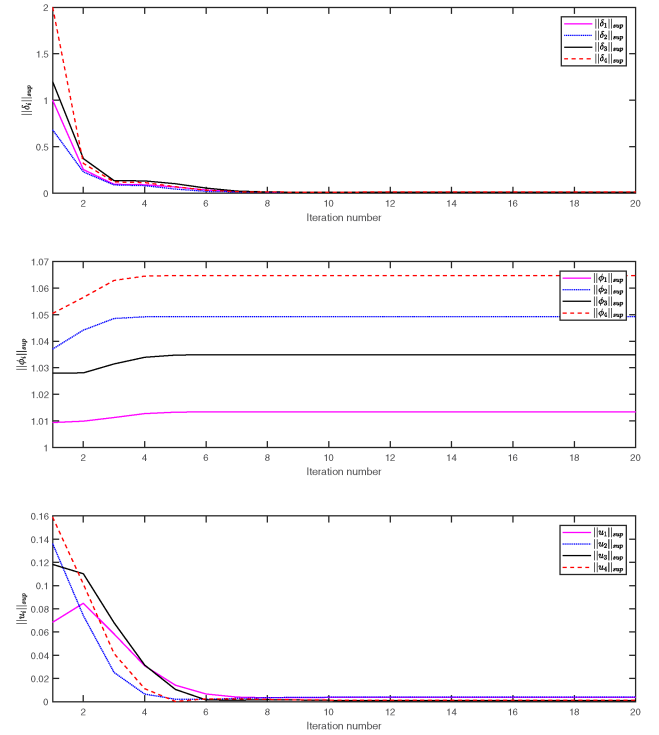 2
1.5
1
0.5
0
||δᵢ||sup
||δ₁||sup
||δ₂||sup
||δ₃||sup
||δ₄||sup
2 4 6 8 10 12 14 16 18 20
Iteration number
1.07
1.06
1.05
1.04
1.03
1.02
1.01
1
||ϕᵢ||sup
||ϕ₁||sup
||ϕ₂||sup
||ϕ₃||sup
||ϕ₄||sup
2 4 6 8 10 12 14 16 18 20
Iteration number
0.16
0.14
0.12
0.1
0.08
0.06
0.04
0.02
0
||uᵢ||sup
||u₁||sup
||u₂||sup
||u₃||sup
||u₄||sup
2 4 6 8 10 12 14 16 18 20
Iteration number